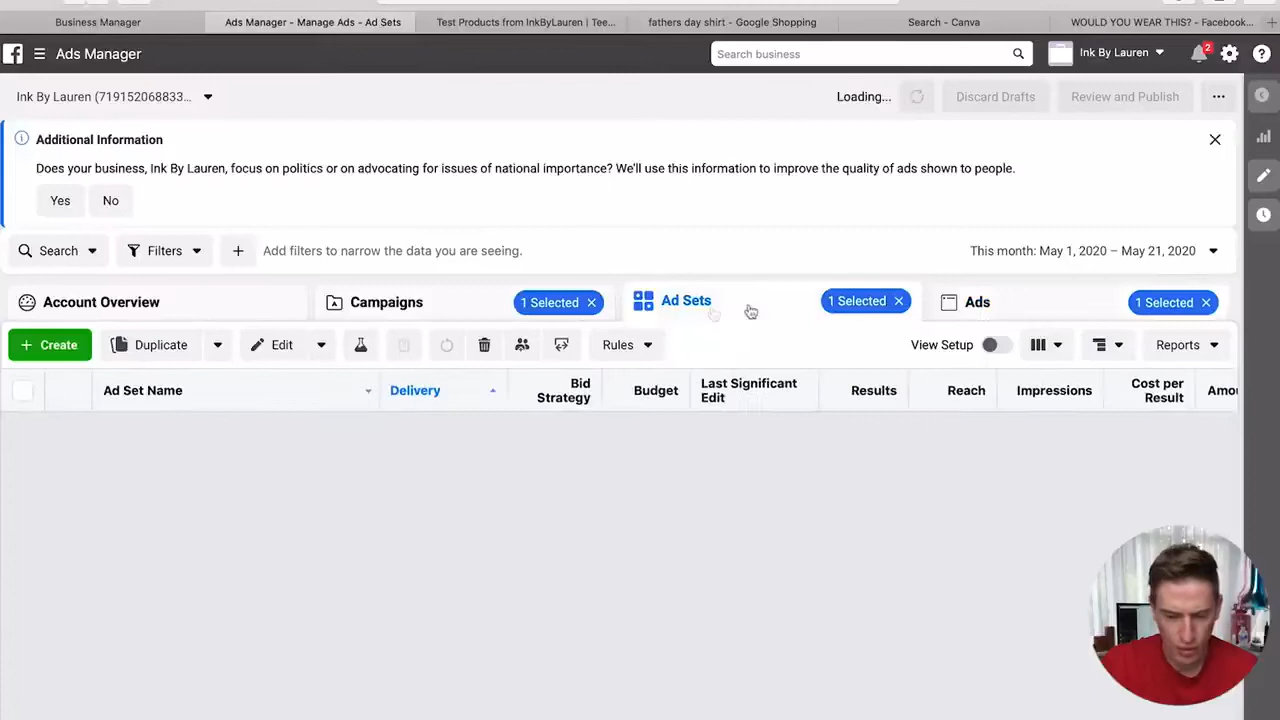 Business Manager
Ads Manager - Manage Ads - Ad Sets
Test Products from InkByLauren | Tee...
fathers day shirt - Google Shopping
Search - Canva
WOULD YOU WEAR THIS? - Facebook...
Ads Manager
Search business
Ink By Lauren
2
Ink By Lauren (719152068833...
Loading...
Discard Drafts
Review and Publish
Additional Information
Does your business, Ink By Lauren, focus on politics or on advocating for issues of national importance? We'll use this information to improve the quality of ads shown to people.
Yes
No
Search
Filters
Add filters to narrow the data you are seeing.
This month: May 1, 2020 – May 21, 2020
Account Overview
Campaigns
1 Selected
Ad Sets
1 Selected
Ads
1 Selected
+ Create
Duplicate
Edit
Rules
View Setup
Reports
Ad Set Name
Delivery
Bid Strategy
Budget
Last Significant Edit
Results
Reach
Impressions
Cost per Result
Amou